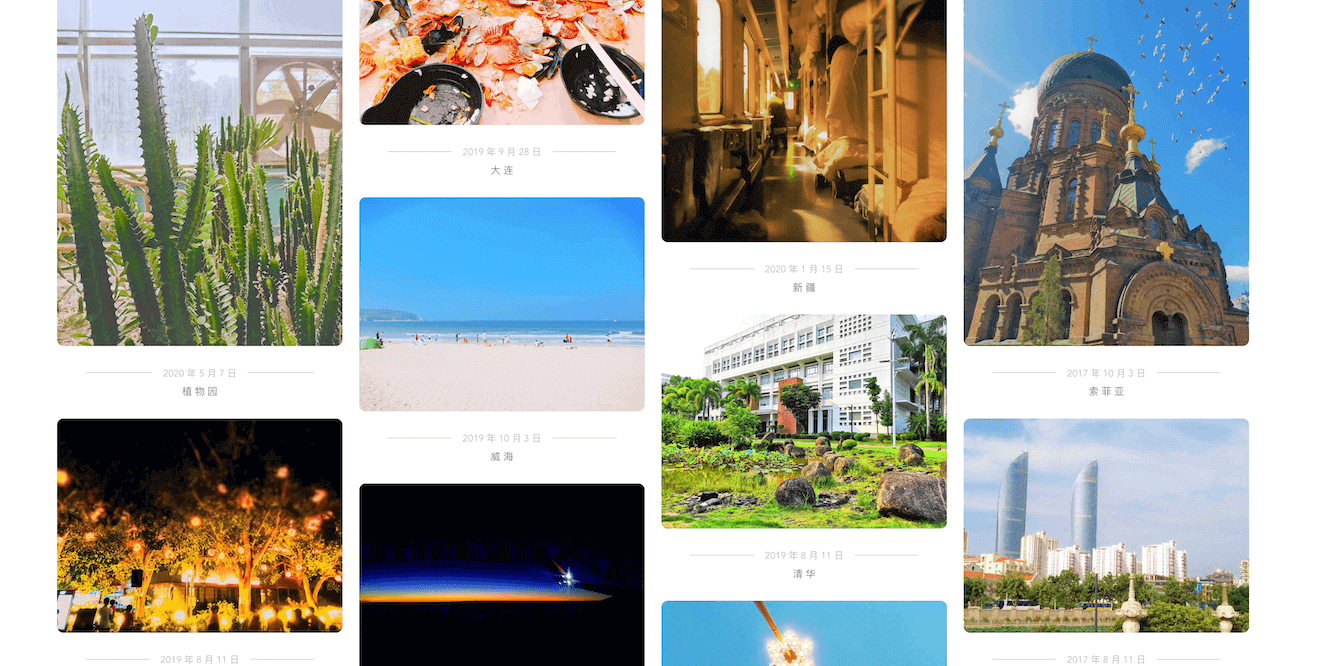 2020 年 5 月 7 日
植物园
2019 年 8 月 11 日
2019 年 9 月 28 日
大连
2019 年 10 月 3 日
威海
2020 年 1 月 15 日
新疆
2019 年 8 月 11 日
清华
2017 年 10 月 3 日
索菲亚
2017 年 8 月 11 日